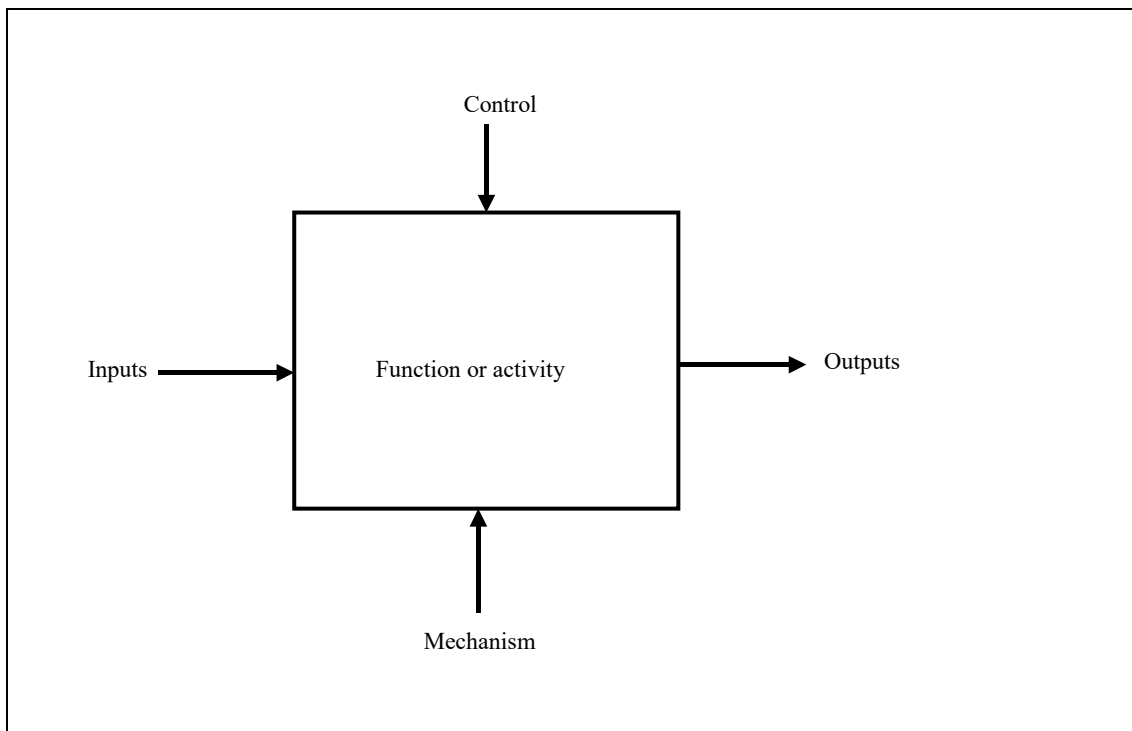 Control
Inputs
Function or activity
Outputs
Mechanism